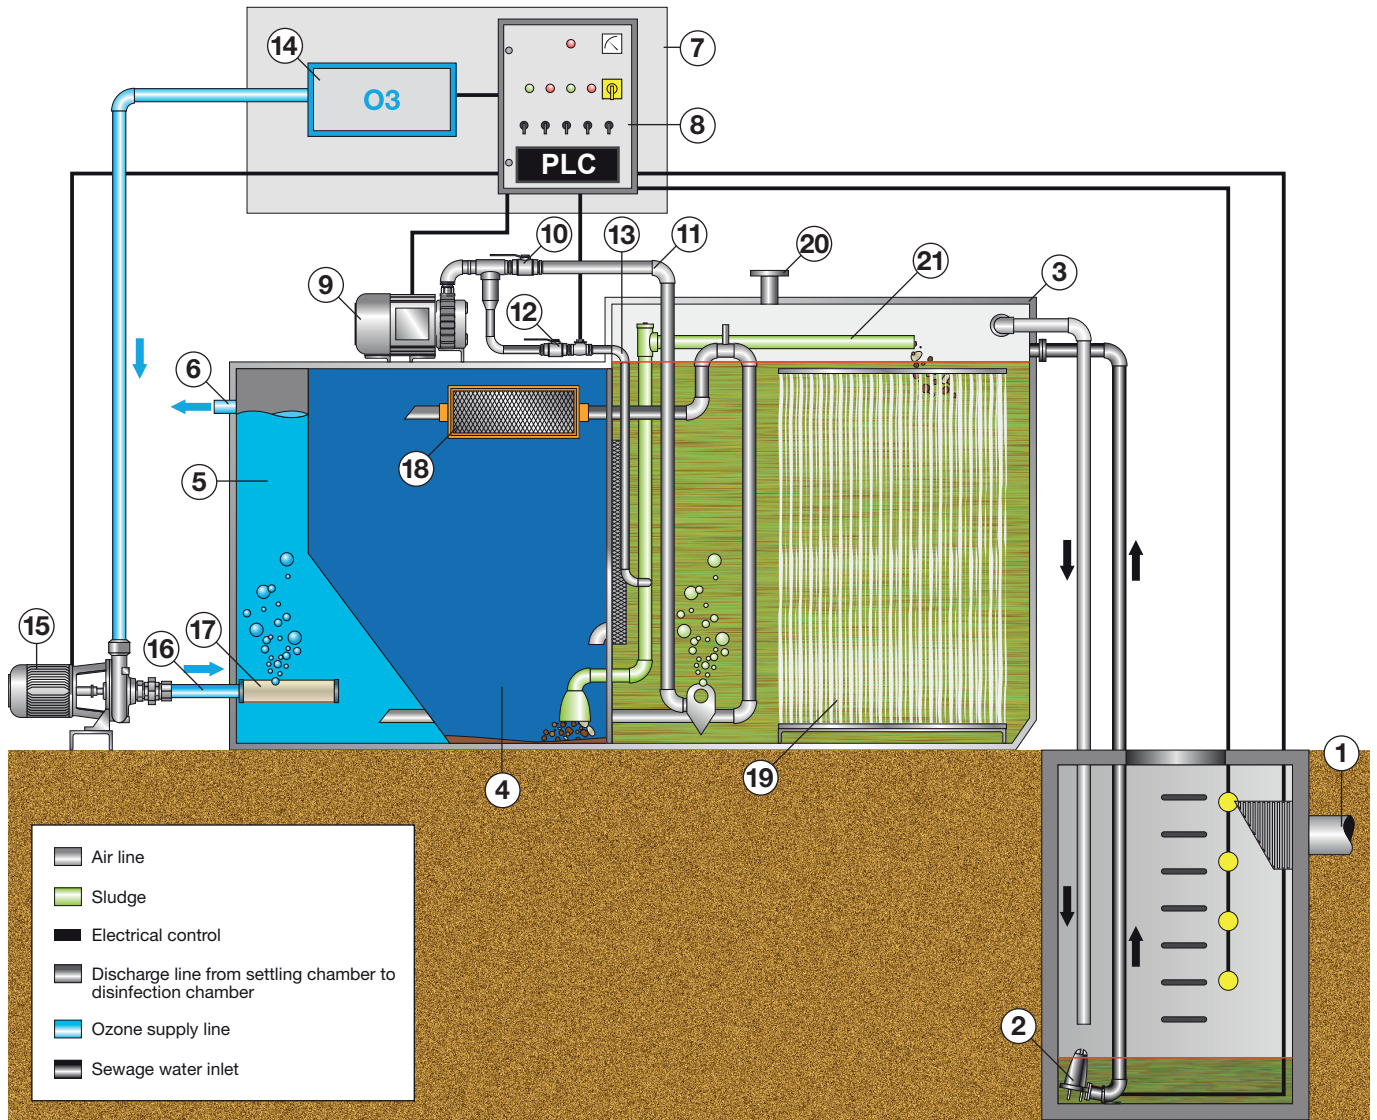 14
O3
7
8
PLC
13
11
10
20
21
3
9
12
6
18
5
15
16
17
4
19
1
2
Air line
Sludge
Electrical control
Discharge line from settling chamber to
disinfection chamber
Ozone supply line
Sewage water inlet